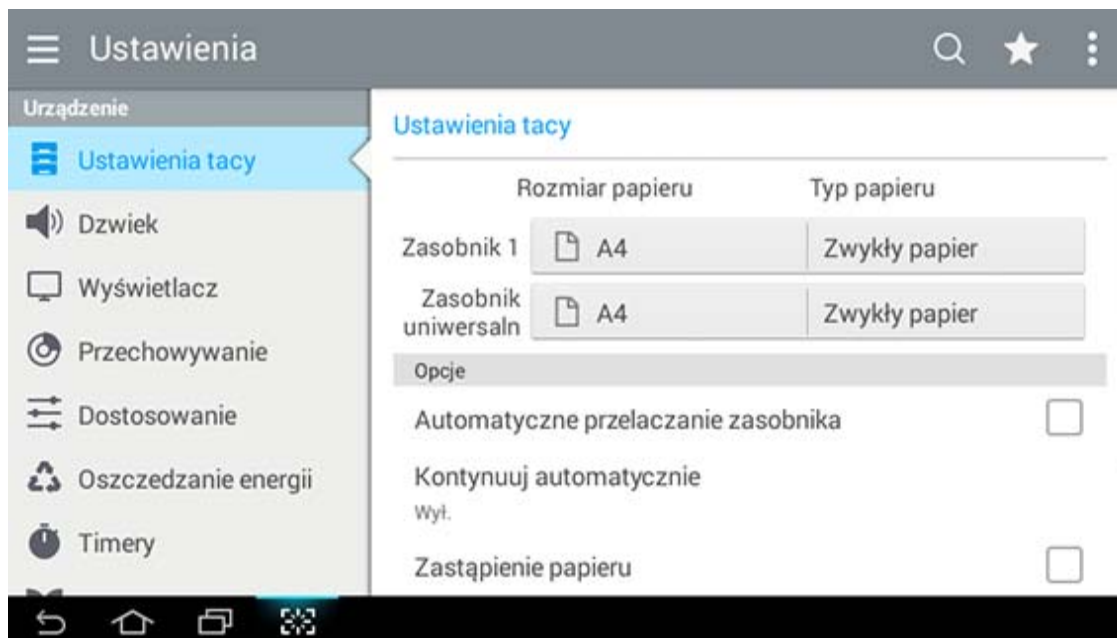 Ustawienia
Urządzenie
Ustawienia tacy
Dzwiek
Wyświetlacz
Przechowywanie
Dostosowanie
Oszczedzanie energii
Timery
Ustawienia tacy
Rozmiar papieru Typ papieru
Zasobnik 1 A4 Zwykły papier
Zasobnik
uniwersaln A4 Zwykły papier
Opcje
Automatyczne przelaczanie zasobnika
Kontynuuj automatycznie
Wył.
Zastąpienie papieru